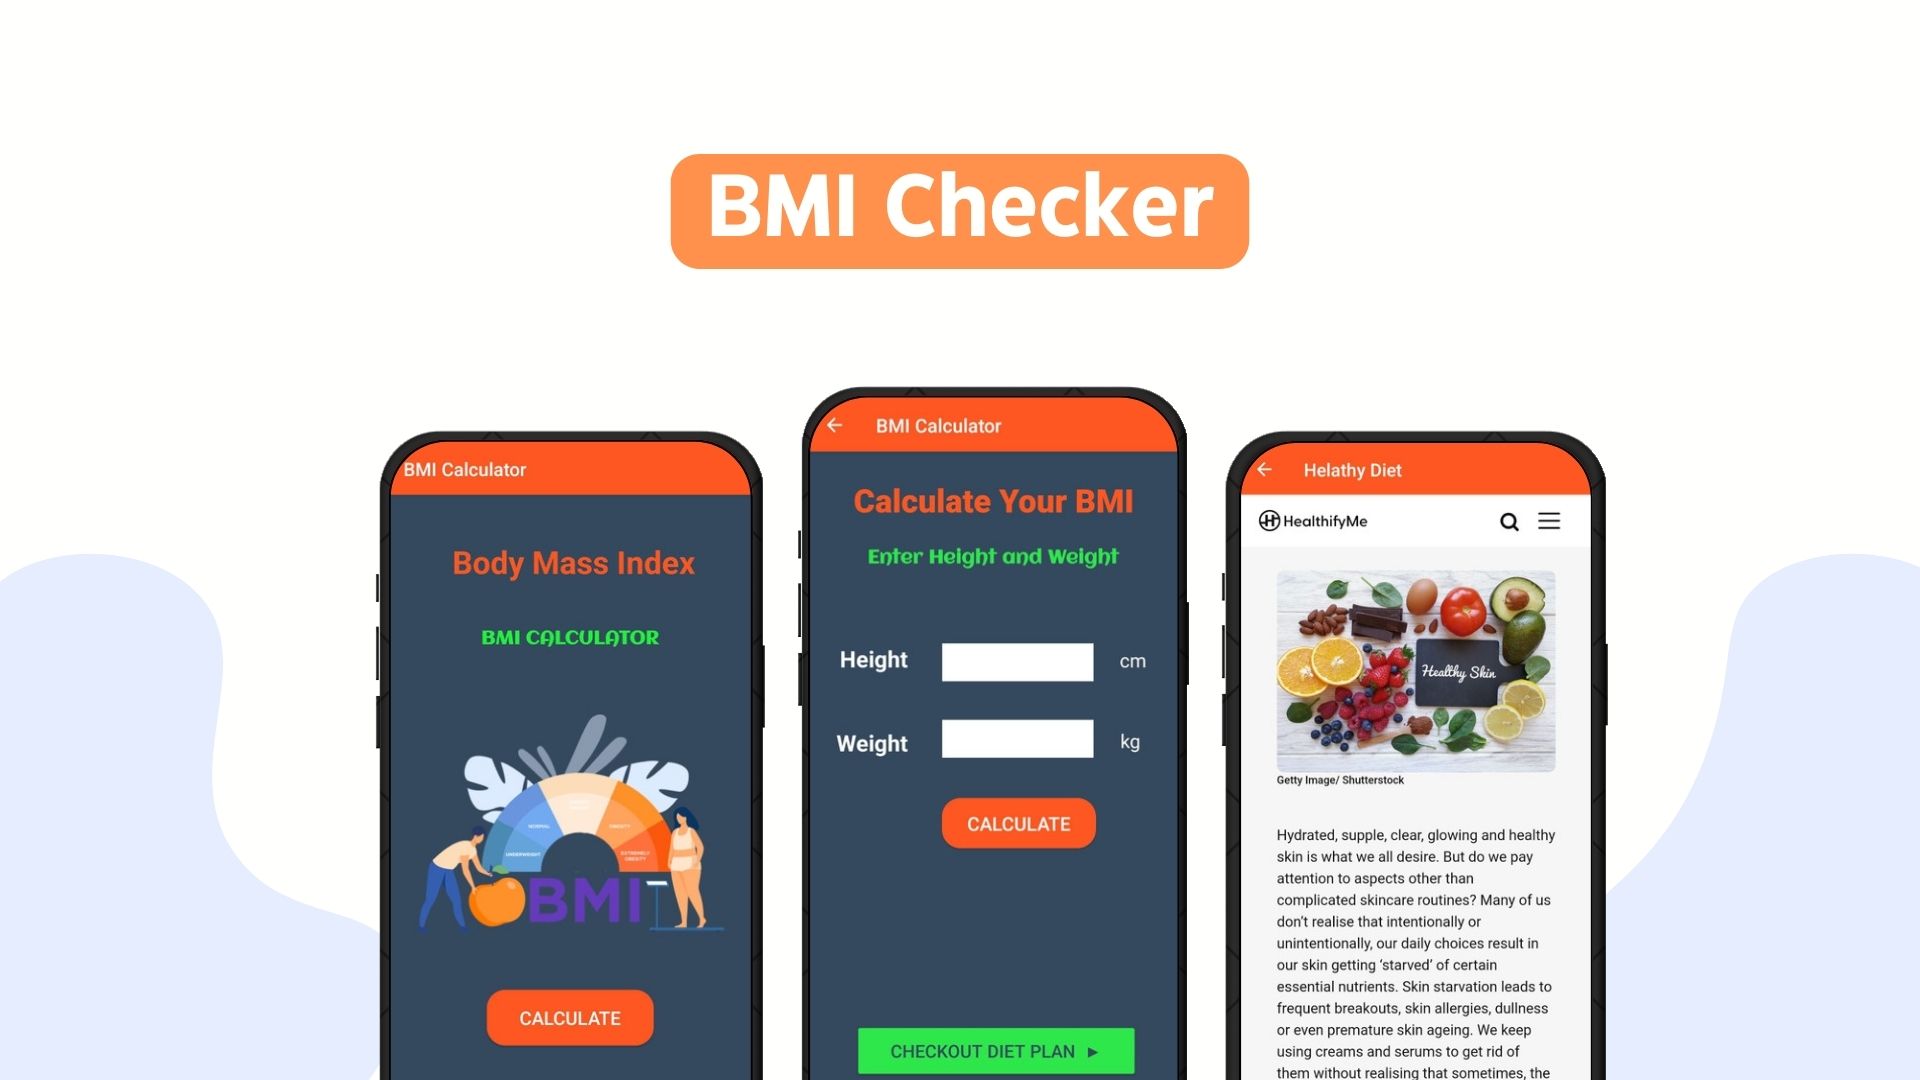 BMI Checker
BMI Calculator
Body Mass Index
BMI CALCULATOR
UNDERWEIGHT
NORMAL
OBESITY
EXTREMELY
OBESITY
BMI
CALCULATE
BMI Calculator
Calculate Your BMI
Enter Height and Weight
Height
cm
Weight
kg
CALCULATE
CHECKOUT DIET PLAN ►
Helathy Diet
HealthifyMe
Healthy Skin
Getty Image/ Shutterstock
Hydrated, supple, clear, glowing and healthy
skin is what we all desire. But do we pay
attention to aspects other than
complicated skincare routines? Many of us
don’t realise that intentionally or
unintentionally, our daily choices result in
our skin getting ‘starved’ of certain
essential nutrients. Skin starvation leads to
frequent breakouts, skin allergies, dullness
or even premature skin ageing. We keep
using creams and serums to get rid of
them without realising that sometimes, the